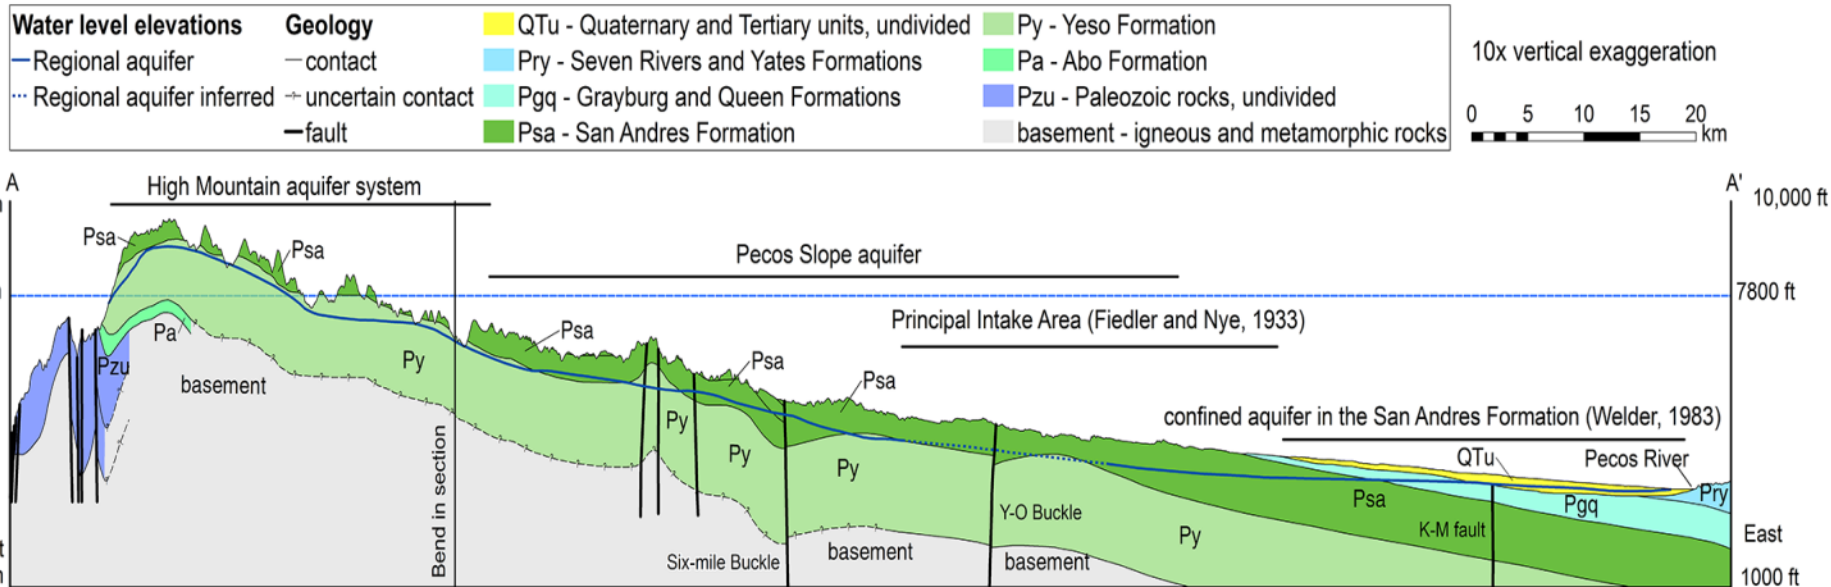 Water level elevations
Regional aquifer
Regional aquifer inferred
Geology
contact
uncertain contact
fault
QTu - Quaternary and Tertiary units, undivided
Pry - Seven Rivers and Yates Formations
Pgq - Grayburg and Queen Formations
Psa - San Andres Formation
Py - Yeso Formation
Pa - Abo Formation
Pzu - Paleozoic rocks, undivided
basement - igneous and metamorphic rocks
10x vertical exaggeration
0 5 10 15 20
km
A
High Mountain aquifer system
A'
10,000 ft
Psa
Psa
Pecos Slope aquifer
7800 ft
Principal Intake Area (Fiedler and Nye, 1933)
Pa
Psa
Py
Psa
Pzu
basement
Psa
confined aquifer in the San Andres Formation (Welder, 1983)
Py
Py
Py
QTu
Pecos River
Psa
Pgq
Pry
Bend in section
Y-O Buckle
K-M fault
Py
East
Six-mile Buckle
basement
basement
1000 ft